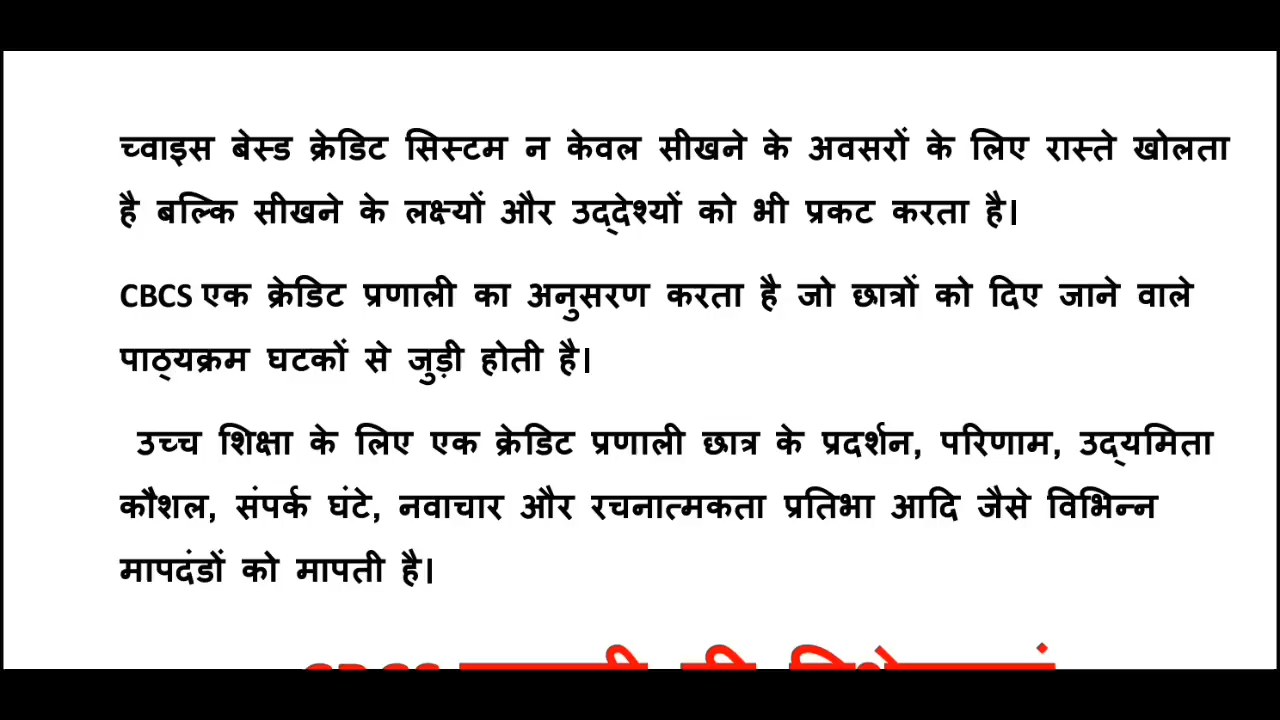 च्वाइस बेस्ड क्रेडिट सिस्टम न केवल सीखने के अवसरों के लिए रास्ते खोलता
है बल्कि सीखने के लक्ष्यों और उद्देश्यों को भी प्रकट करता है।
CBCS एक क्रेडिट प्रणाली का अनुसरण करता है जो छात्रों को दिए जाने वाले
पाठ्यक्रम घटकों से जुड़ी होती है।
उच्च शिक्षा के लिए एक क्रेडिट प्रणाली छात्र के प्रदर्शन, परिणाम, उद्यमिता
कौशल, संपर्क घंटे, नवाचार और रचनात्मकता प्रतिभा आदि जैसे विभिन्न
मापदंडों को मापती है।